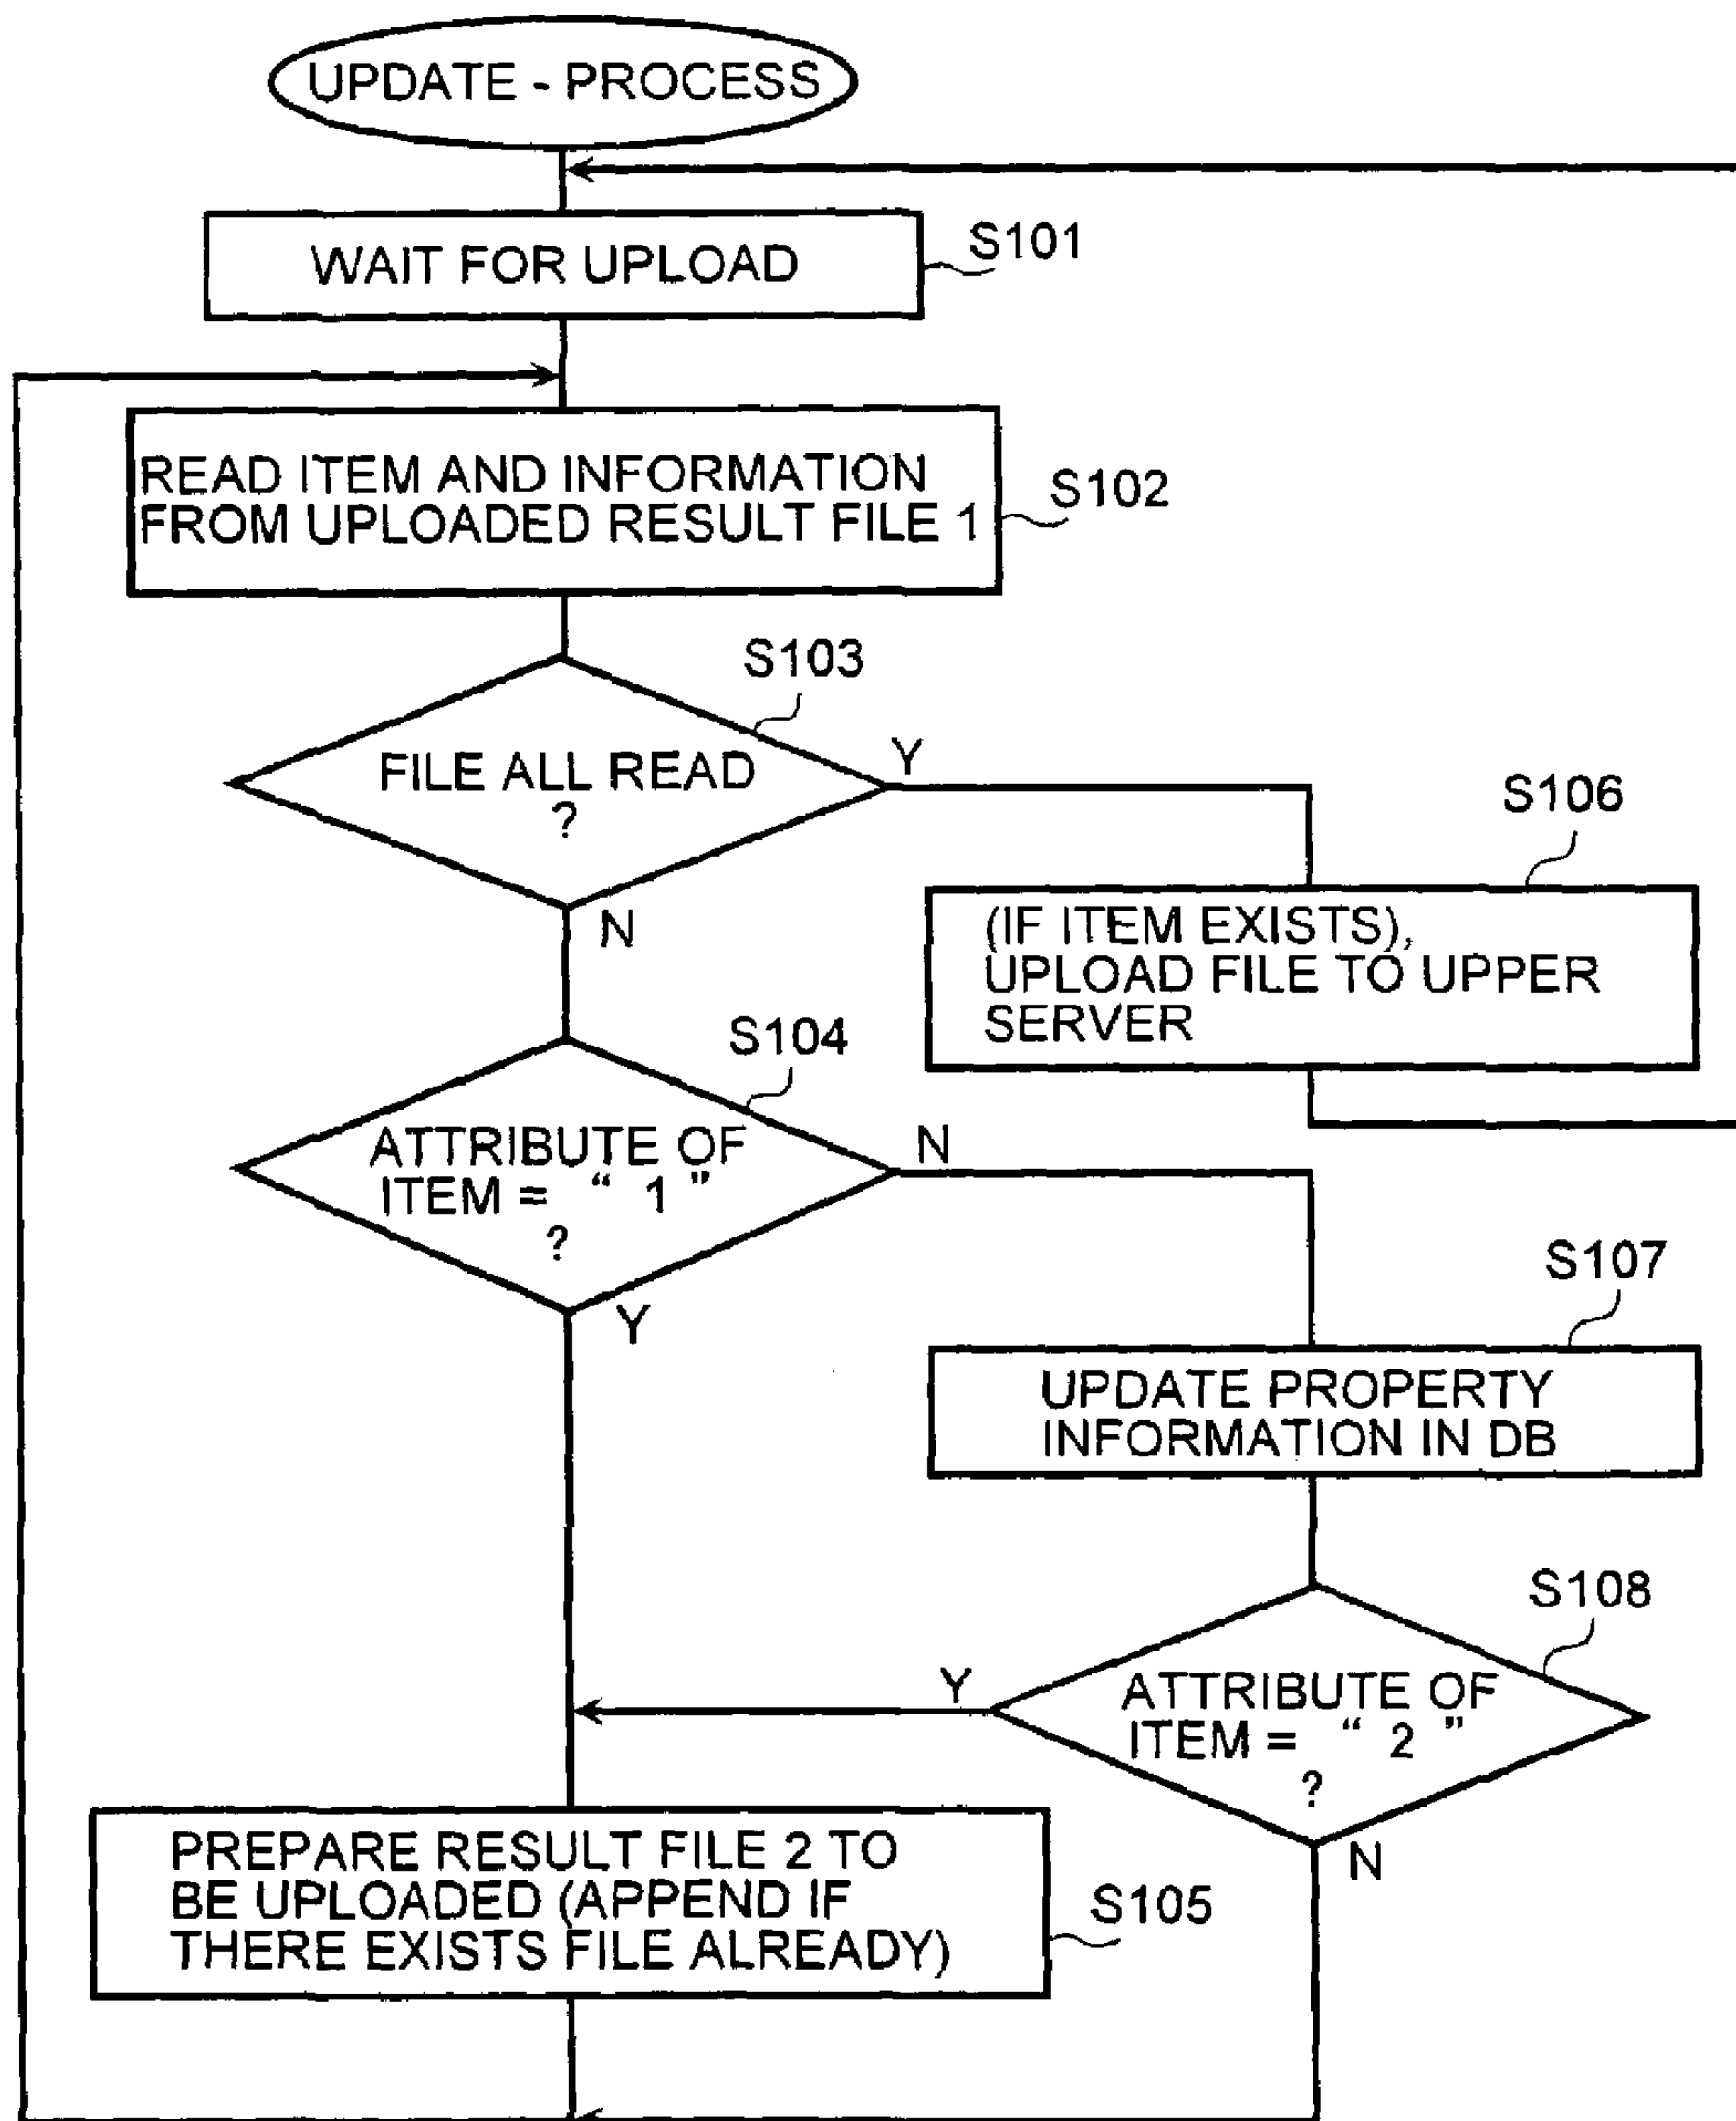 UPDATE - PROCESS
WAIT FOR UPLOAD
S101
READ ITEM AND INFORMATION
FROM UPLOADED RESULT FILE 1
S102
S103
FILE ALL READ
?
Y
N
S106
(IF ITEM EXISTS),
UPLOAD FILE TO UPPER
SERVER
S104
ATTRIBUTE OF
ITEM = “ 1 ”
?
N
Y
S107
UPDATE PROPERTY
INFORMATION IN DB
S108
ATTRIBUTE OF
ITEM = “ 2 ”
?
Y
N
PREPARE RESULT FILE 2 TO
BE UPLOADED (APPEND IF
THERE EXISTS FILE ALREADY)
S105